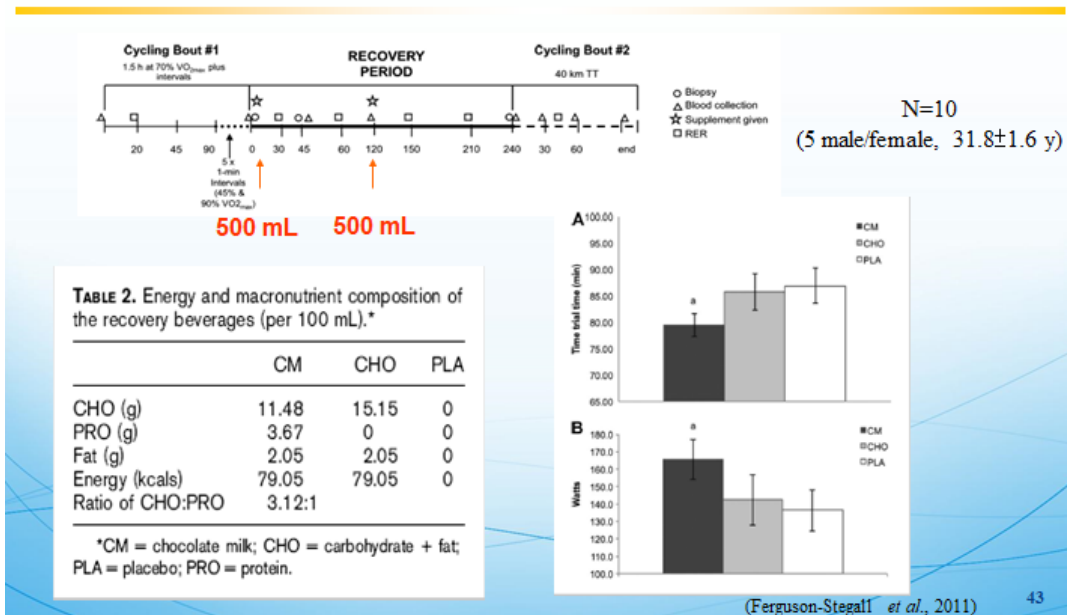 Cycling Bout #1
1.5 h at 70% VO2max plus
intervals
RECOVERY
PERIOD
Cycling Bout #2
40 km TT
○ Biopsy
△ Blood collection
☆ Supplement given
□ RER
20 45 90 0 30 45 60 120 150 210 240 30 60 end
5 x
1-min
Intervals
(45% &
90% VO2max)
500 mL 500 mL
N=10
(5 male/female, 31.8±1.6 y)
TABLE 2. Energy and macronutrient composition of
the recovery beverages (per 100 mL).*
CM CHO PLA
CHO (g) 11.48 15.15 0
PRO (g) 3.67 0 0
Fat (g) 2.05 2.05 0
Energy (kcals) 79.05 79.05 0
Ratio of CHO:PRO 3.12:1
*CM = chocolate milk; CHO = carbohydrate + fat;
PLA = placebo; PRO = protein.
A
Time trial time (min)
100.00
95.00
90.00
85.00
80.00
75.00
70.00
65.00
a
■CM
■CHO
□PLA
B
Watts
180.0
170.0
160.0
150.0
140.0
130.0
120.0
110.0
100.0
a
■CM
■CHO
□PLA
(Ferguson-Stegall et al., 2011)
43